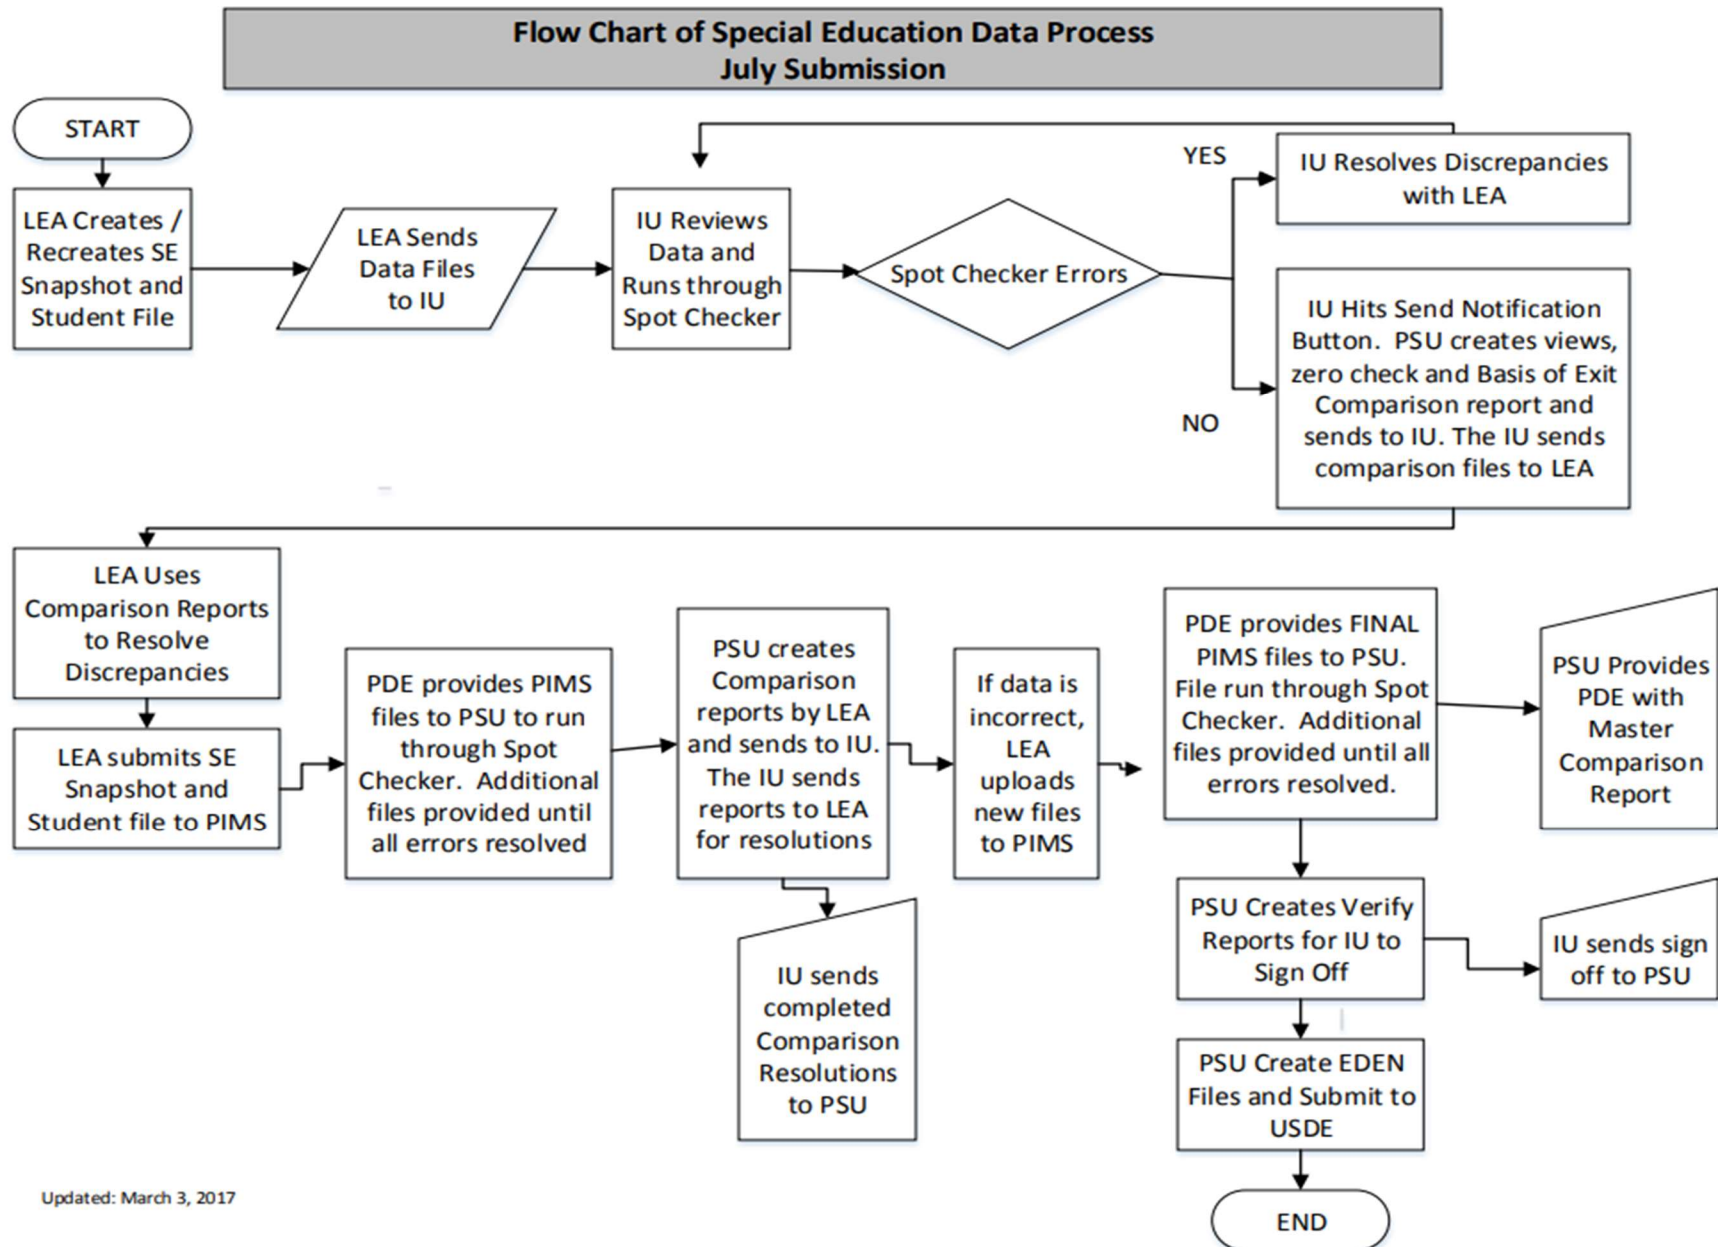 Flow Chart of Special Education Data Process
July Submission
START
LEA Creates /
Recreates SE
Snapshot and
Student File
LEA Sends
Data Files
to IU
IU Reviews
Data and
Runs through
Spot Checker
Spot Checker Errors
YES
IU Resolves Discrepancies
with LEA
NO
IU Hits Send Notification
Button.  PSU creates views,
zero check and Basis of Exit
Comparison report and
sends to IU. The IU sends
comparison files to LEA
LEA Uses
Comparison Reports
to Resolve
Discrepancies
LEA submits SE
Snapshot and
Student file to PIMS
PDE provides PIMS
files to PSU to run
through Spot
Checker.  Additional
files provided until
all errors resolved
PSU creates
Comparison
reports by LEA
and sends to IU.
The IU sends
reports to LEA
for resolutions
IU sends
completed
Comparison
Resolutions
to PSU
If data is
incorrect,
LEA
uploads
new files
to PIMS
PDE provides FINAL
PIMS files to PSU.
File run through Spot
Checker.  Additional
files provided until all
errors resolved.
PSU Provides
PDE with
Master
Comparison
Report
PSU Creates Verify
Reports for IU to
Sign Off
IU sends sign
off to PSU
PSU Create EDEN
Files and Submit to
USDE
END
Updated: March 3, 2017